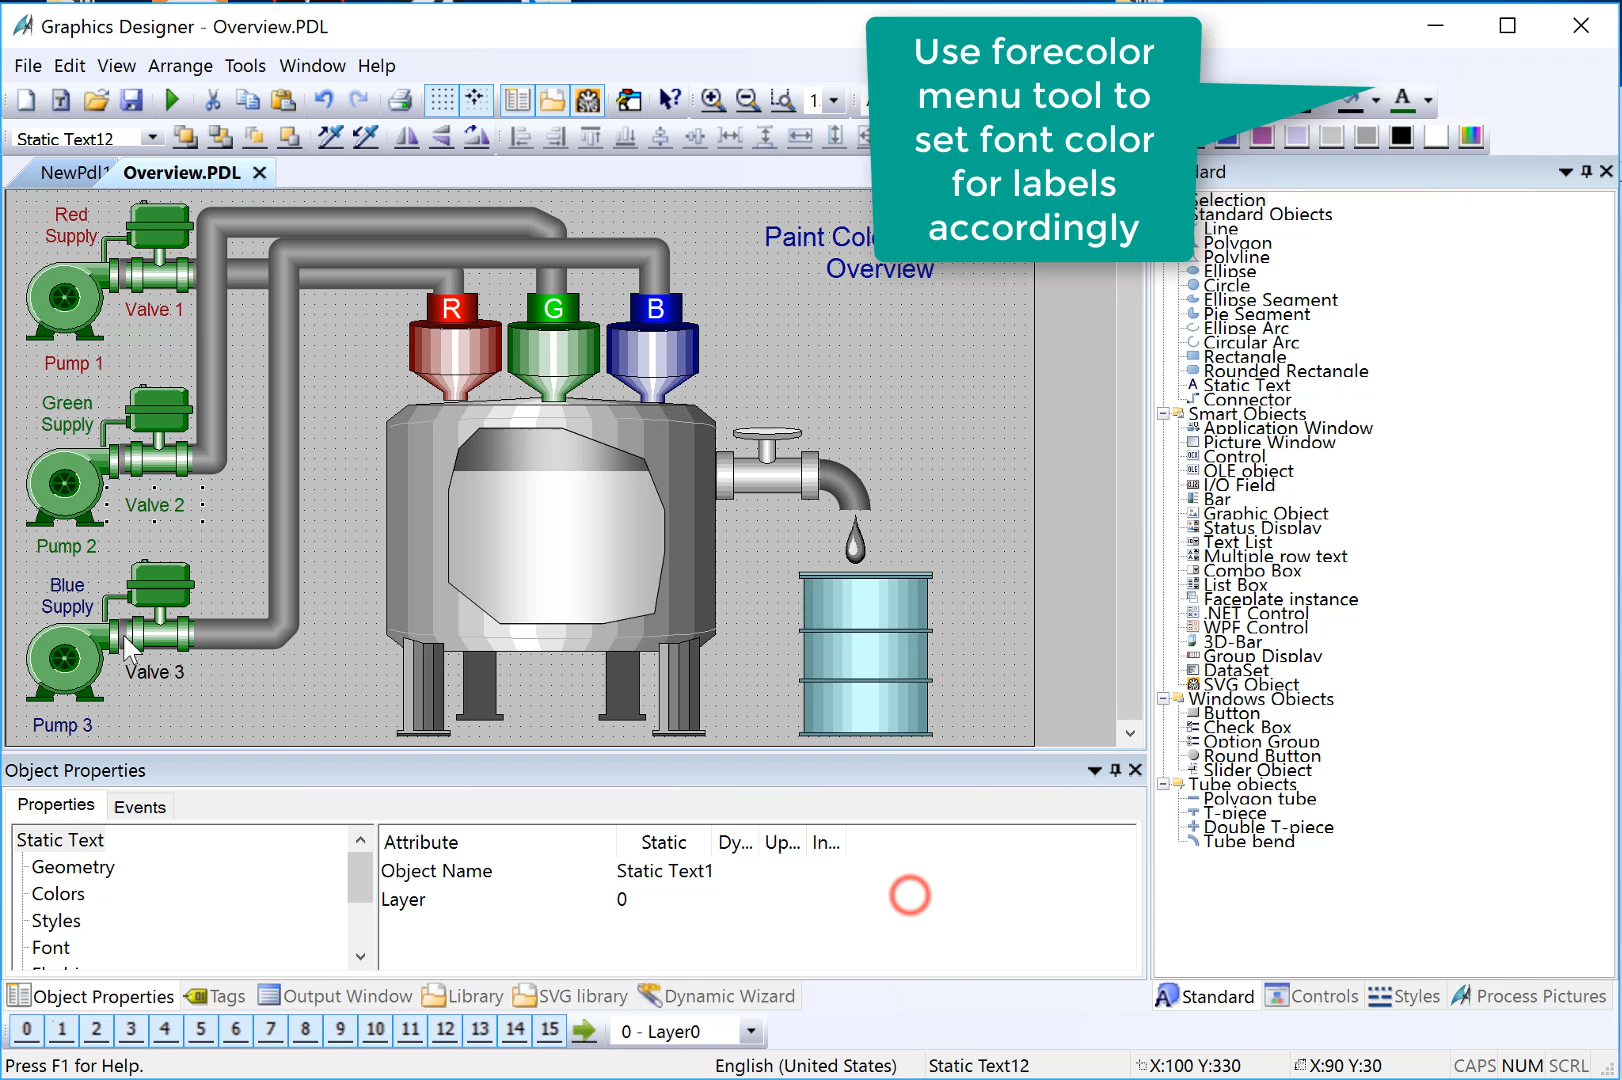 Graphics Designer - Overview.PDL
Use forecolor
menu tool to
set font color
for labels
accordingly
File Edit View Arrange Tools Window Help
1
A
Static Text12
NewPdl1 Overview.PDL
Red
Supply
Valve 1
Pump 1
Green
Supply
Valve 2
Pump 2
Blue
Supply
Valve 3
Pump 3
R G B
Paint Col
Overview
Selection
Standard Objects
Line
Polygon
Polyline
Ellipse
Circle
Ellipse Segment
Pie Segment
Ellipse Arc
Circular Arc
Rectangle
Rounded Rectangle
A Static Text
Connector
Smart Objects
Application Window
Picture Window
Control
OLE object
I/O Field
Bar
Graphic Object
Status Display
Text List
Multiple row text
Combo Box
List Box
Faceplate instance
.NET Control
WPF Control
3D-Bar
Group Display
DataSet
SVG Object
Windows Objects
Button
Check Box
Option Group
Round Button
Slider Object
Tube objects
Polygon tube
T-piece
Double T-piece
Tube bend
Object Properties
Properties Events
Static Text
Geometry
Colors
Styles
Font
Attribute Static Dy... Up... In...
Object Name Static Text1
Layer 0
Object Properties Tags Output Window Library SVG library Dynamic Wizard
Standard Controls Styles Process Pictures
0 1 2 3 4 5 6 7 8 9 10 11 12 13 14 15 0 - Layer0
Press F1 for Help. English (United States) Static Text12 X:100 Y:330 X:90 Y:30 CAPS NUM SCRL